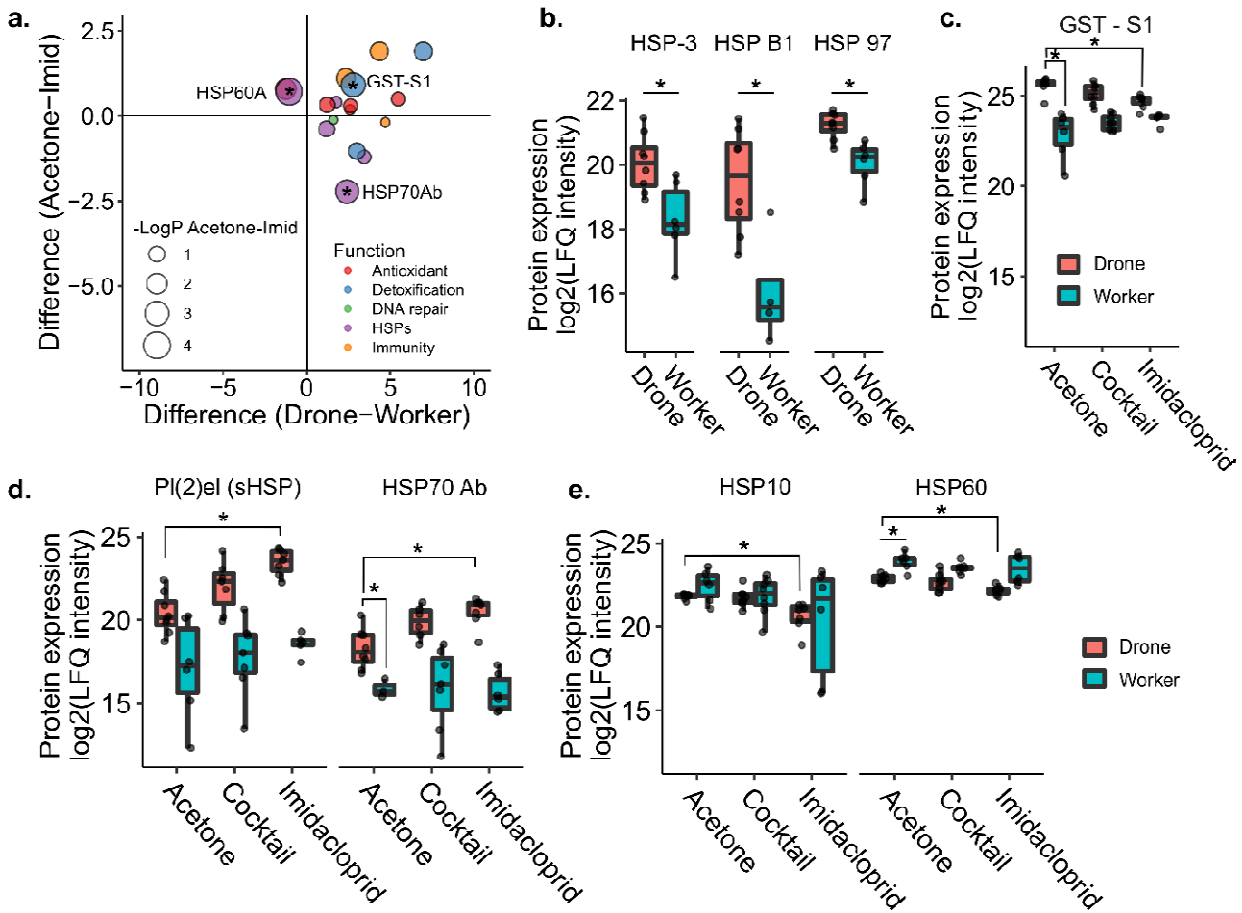 a.
Difference (Acetone−Imid)
2.5
0.0
−2.5
−5.0
HSP60A
*
GST-S1
*
HSP70Ab
*
-LogP Acetone-Imid
1
2
3
4
Function
Antioxidant
Detoxification
DNA repair
HSPs
Immunity
−10
−5
0
5
10
Difference (Drone−Worker)
b.
HSP-3
HSP B1
HSP 97
*
*
*
Protein expression
log2(LFQ intensity)
22
20
18
16
Drone
Worker
Drone
Worker
Drone
Worker
c.
GST - S1
*
*
Protein expression
log2(LFQ intensity)
25
25
Drone
Worker
Acetone
Cocktail
Imidacloprid
d.
Pl(2)el (sHSP)
HSP70 Ab
*
*
*
Protein expression
log2(LFQ intensity)
25
20
15
Acetone
Cocktail
Imidacloprid
Acetone
Cocktail
Imidacloprid
e.
HSP10
HSP60
*
*
*
Protein expression
log2(LFQ intensity)
25
20
15
Acetone
Cocktail
Imidacloprid
Acetone
Cocktail
Imidacloprid
Drone
Worker